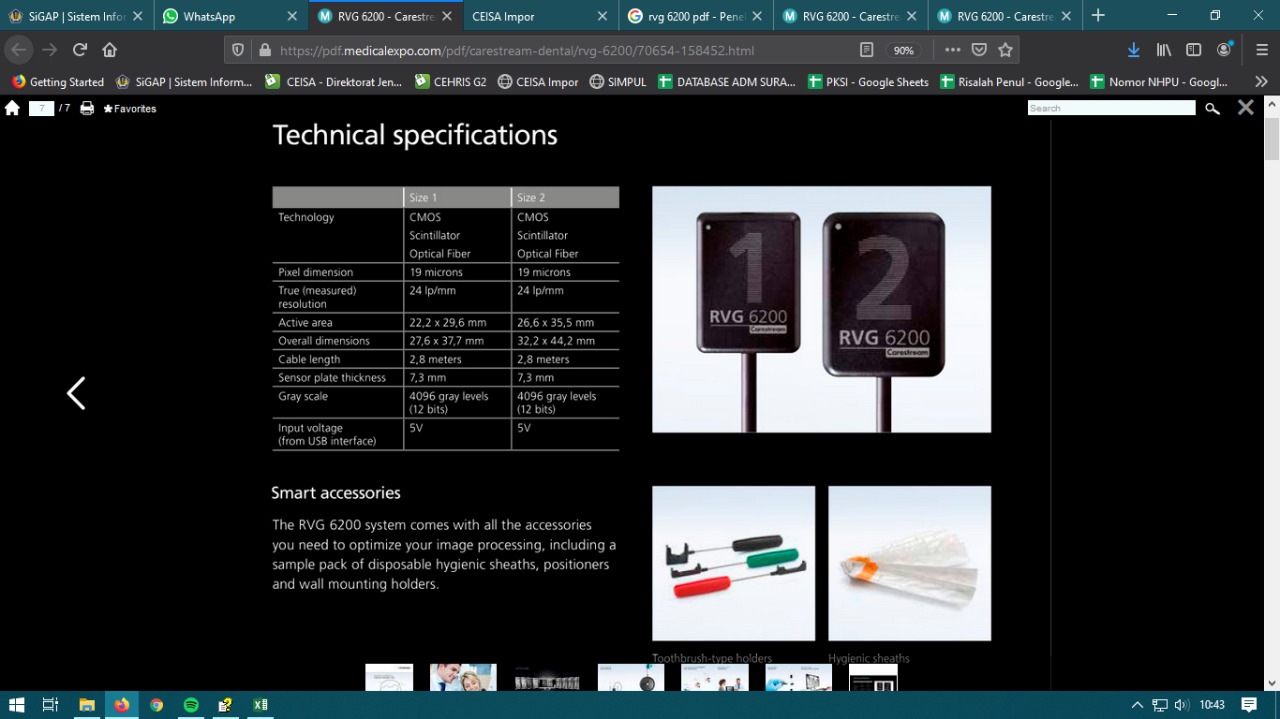 SiGAP | Sistem Infor
WhatsApp
RVG 6200 - Carestre
CEISA Impor
rvg 6200 pdf - Penel
RVG 6200 - Carestre
RVG 6200 - Carestre
https://pdf.medicalexpo.com/pdf/carestream-dental/rvg-6200/70654-158452.html
90%
Getting Started
SiGAP | Sistem Inform...
CEISA - Direktorat Jen...
CEHRIS G2
CEISA Impor
SIMPUL
DATABASE ADM SURA...
PKSI - Google Sheets
Risalah Penul - Google...
Nomor NHPU - Googl...
7 / 7
Favorites
Search
Technical specifications
Size 1 Size 2
Technology CMOS CMOS
Scintillator Scintillator
Optical Fiber Optical Fiber
Pixel dimension 19 microns 19 microns
True (measured) 24 lp/mm 24 lp/mm
resolution
Active area 22,2 x 29,6 mm 26,6 x 35,5 mm
Overall dimensions 27,6 x 37,7 mm 32,2 x 44,2 mm
Cable length 2,8 meters 2,8 meters
Sensor plate thickness 7,3 mm 7,3 mm
Gray scale 4096 gray levels 4096 gray levels
(12 bits) (12 bits)
Input voltage 5V 5V
(from USB interface)
1
RVG 6200
Carestream
2
RVG 6200
Carestream
Smart accessories
The RVG 6200 system comes with all the accessories
you need to optimize your image processing, including a
sample pack of disposable hygienic sheaths, positioners
and wall mounting holders.
Toothbrush-type holders
Hygienic sheaths
10:43